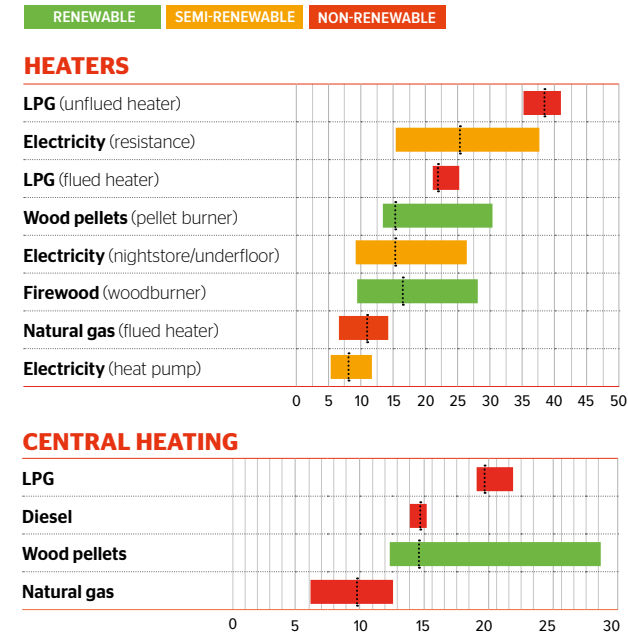 RENEWABLE SEMI-RENEWABLE NON-RENEWABLE
HEATERS
LPG (unflued heater)
Electricity (resistance)
LPG (flued heater)
Wood pellets (pellet burner)
Electricity (nightstore/underfloor)
Firewood (woodburner)
Natural gas (flued heater)
Electricity (heat pump)
0 5 10 15 20 25 30 35 40 45 50
CENTRAL HEATING
LPG
Diesel
Wood pellets
Natural gas
0 5 10 15 20 25 30